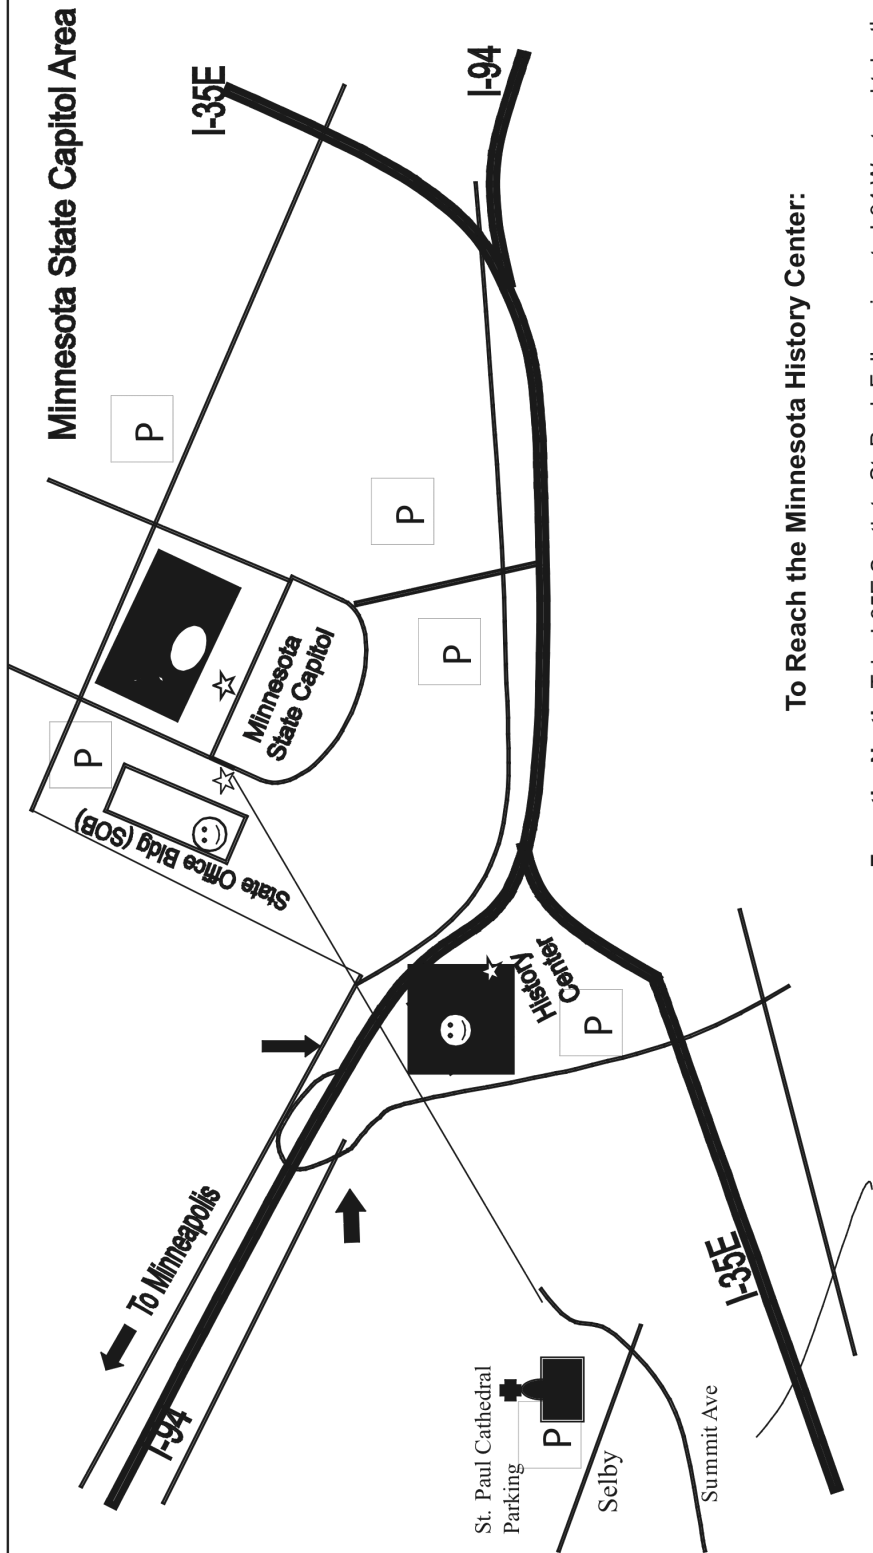 Minnesota State Capitol Area
I-35E
I-94
P
P
P
P
Minnesota
State Capitol
State Office Bldg (SOB)
History
Center
P
To Minneapolis
I-94
I-35E
St. Paul Cathedral
Parking
P
Selby
Summit Ave
To Reach the Minnesota History Center: